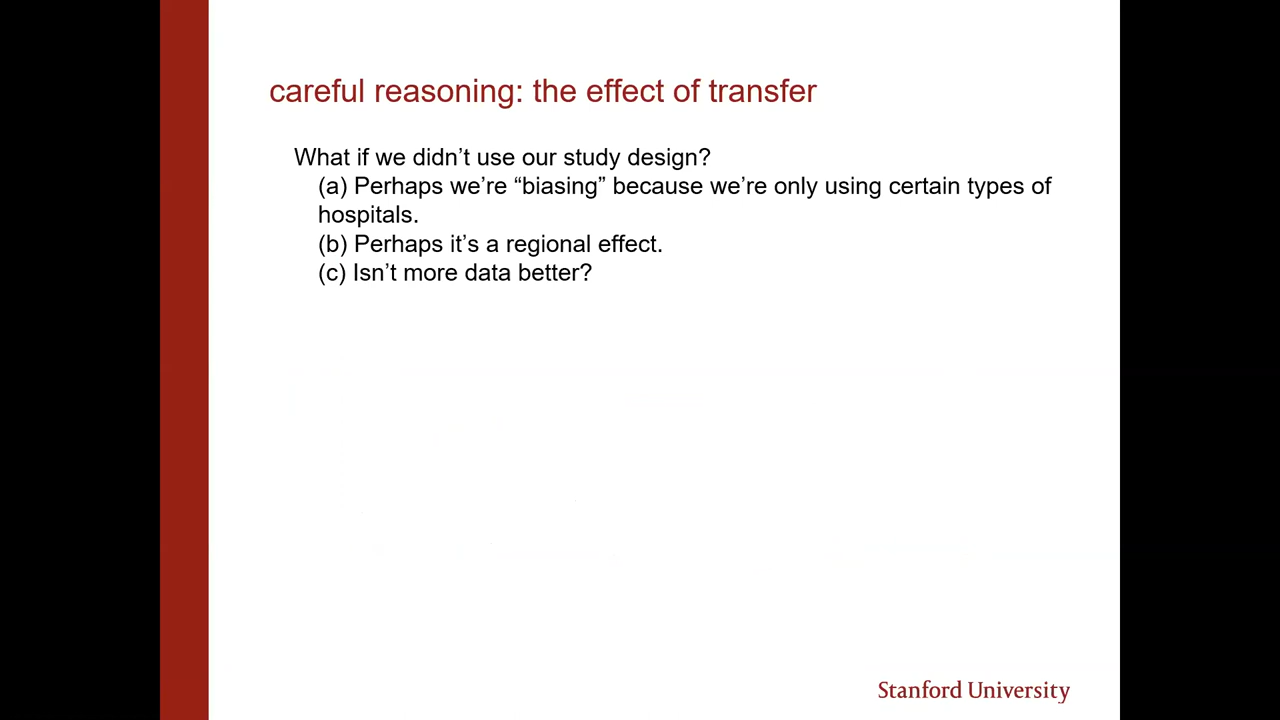 careful reasoning: the effect of transfer
What if we didn’t use our study design?
(a) Perhaps we’re “biasing” because we’re only using certain types of
hospitals.
(b) Perhaps it’s a regional effect.
(c) Isn’t more data better?
Stanford University